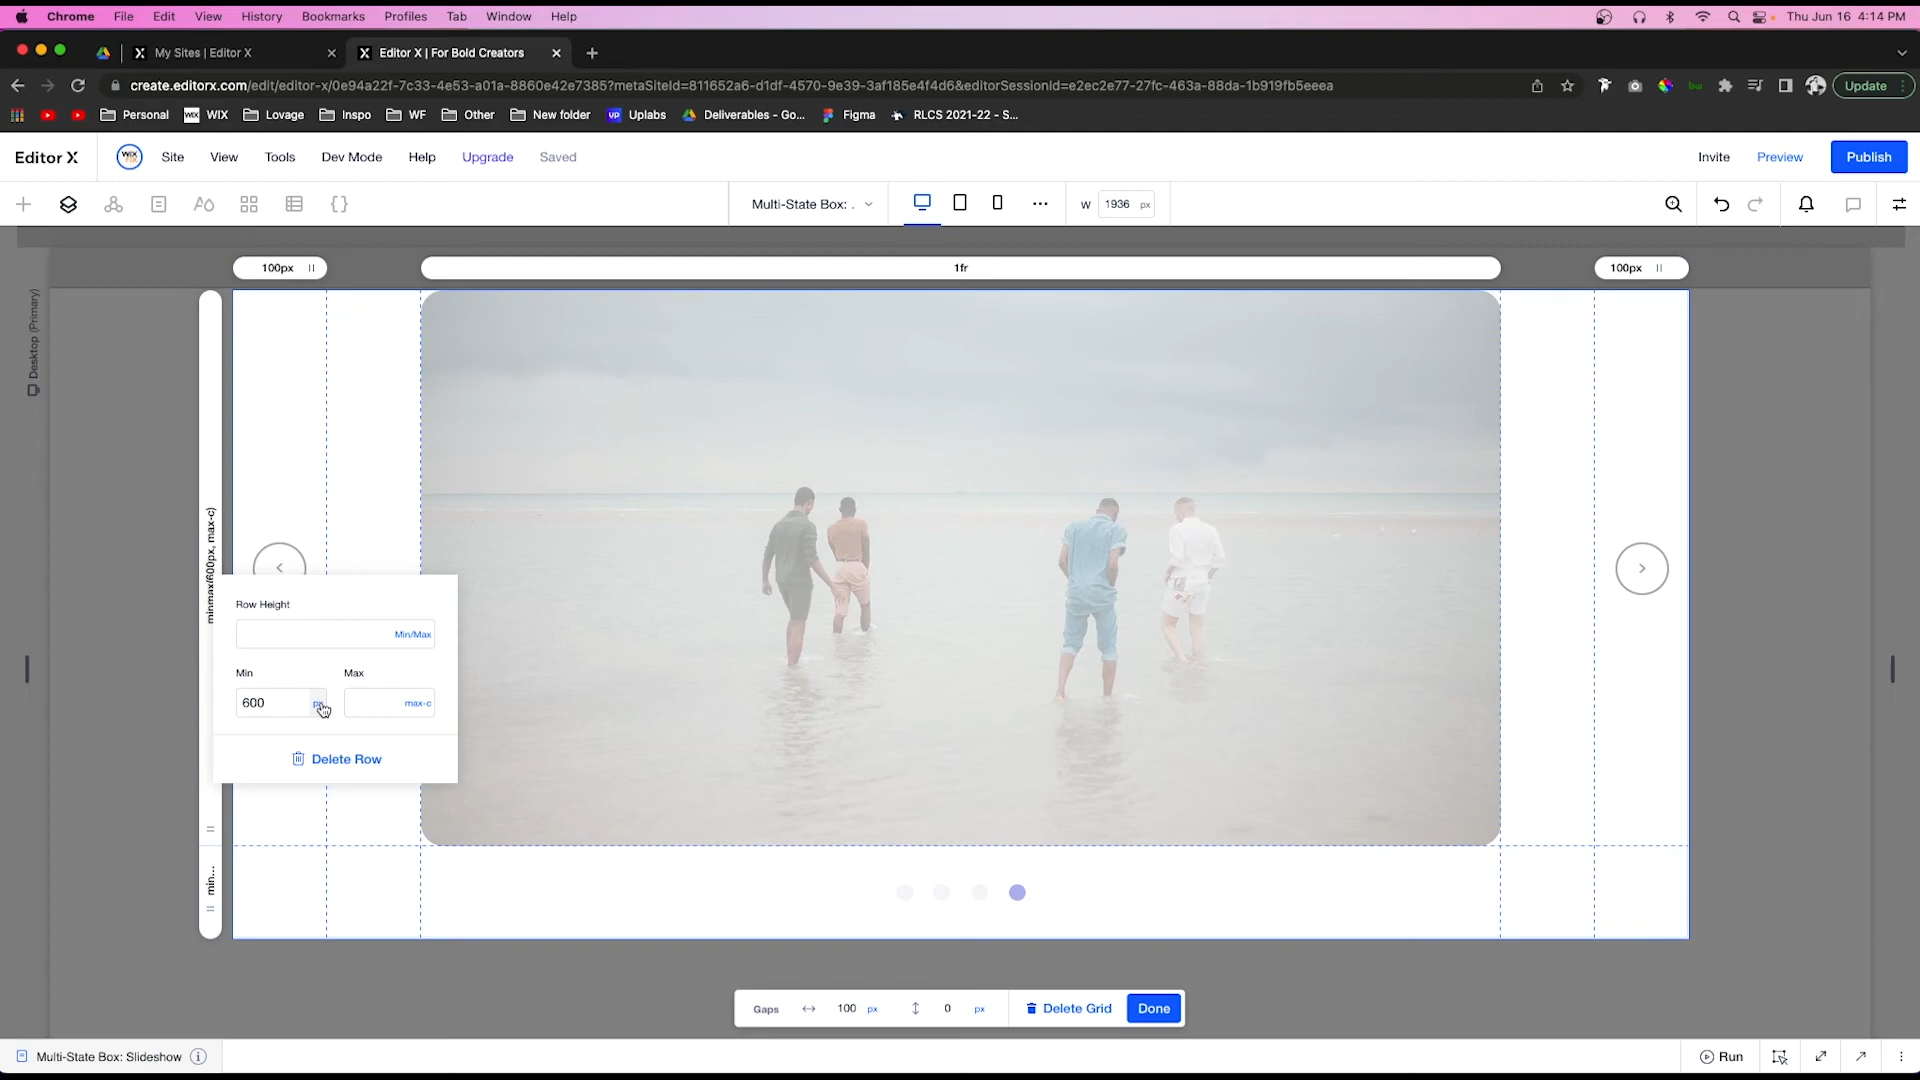 Chrome File Edit View History Bookmarks Profiles Tab Window Help Thu Jun 16 4:14 PM
X My Sites | Editor X X Editor X | For Bold Creators
create.editorx.com/edit/editor-x/0e94a22f-7c33-4e53-a01a-8860e42e7385?metaSiteId=811652a6-d1df-4570-9e39-3af185e4f4d6&editorSessionId=e2ec2e77-27fc-463a-88da-1b919fb5eeea Update
Personal WIX WIX Lovage Inspo WF Other New folder UP Uplabs Deliverables - Go... Figma RLCS 2021-22 - S...
Editor X WIX FIX Site View Tools Dev Mode Help Upgrade Saved Invite Preview Publish
Multi-State Box: . W 1936 px
100px 1fr 100px
Desktop (Primary)
minmax(600px, max-c)
Row Height
Min/Max
Min Max
600 px max-c
Delete Row
min...
Gaps 100 px 0 px Delete Grid Done
Multi-State Box: Slideshow Run